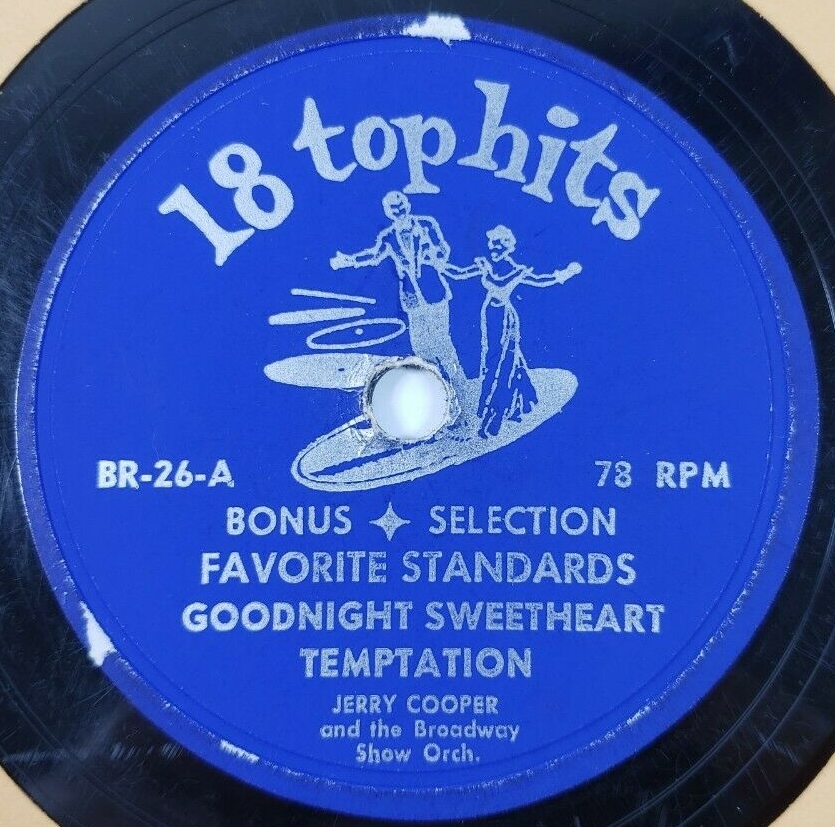 18 top hits
BR-26-A 78 RPM
BONUS ✦ SELECTION
FAVORITE STANDARDS
GOODNIGHT SWEETHEART
TEMPTATION
JERRY COOPER
and the Broadway
Show Orch.